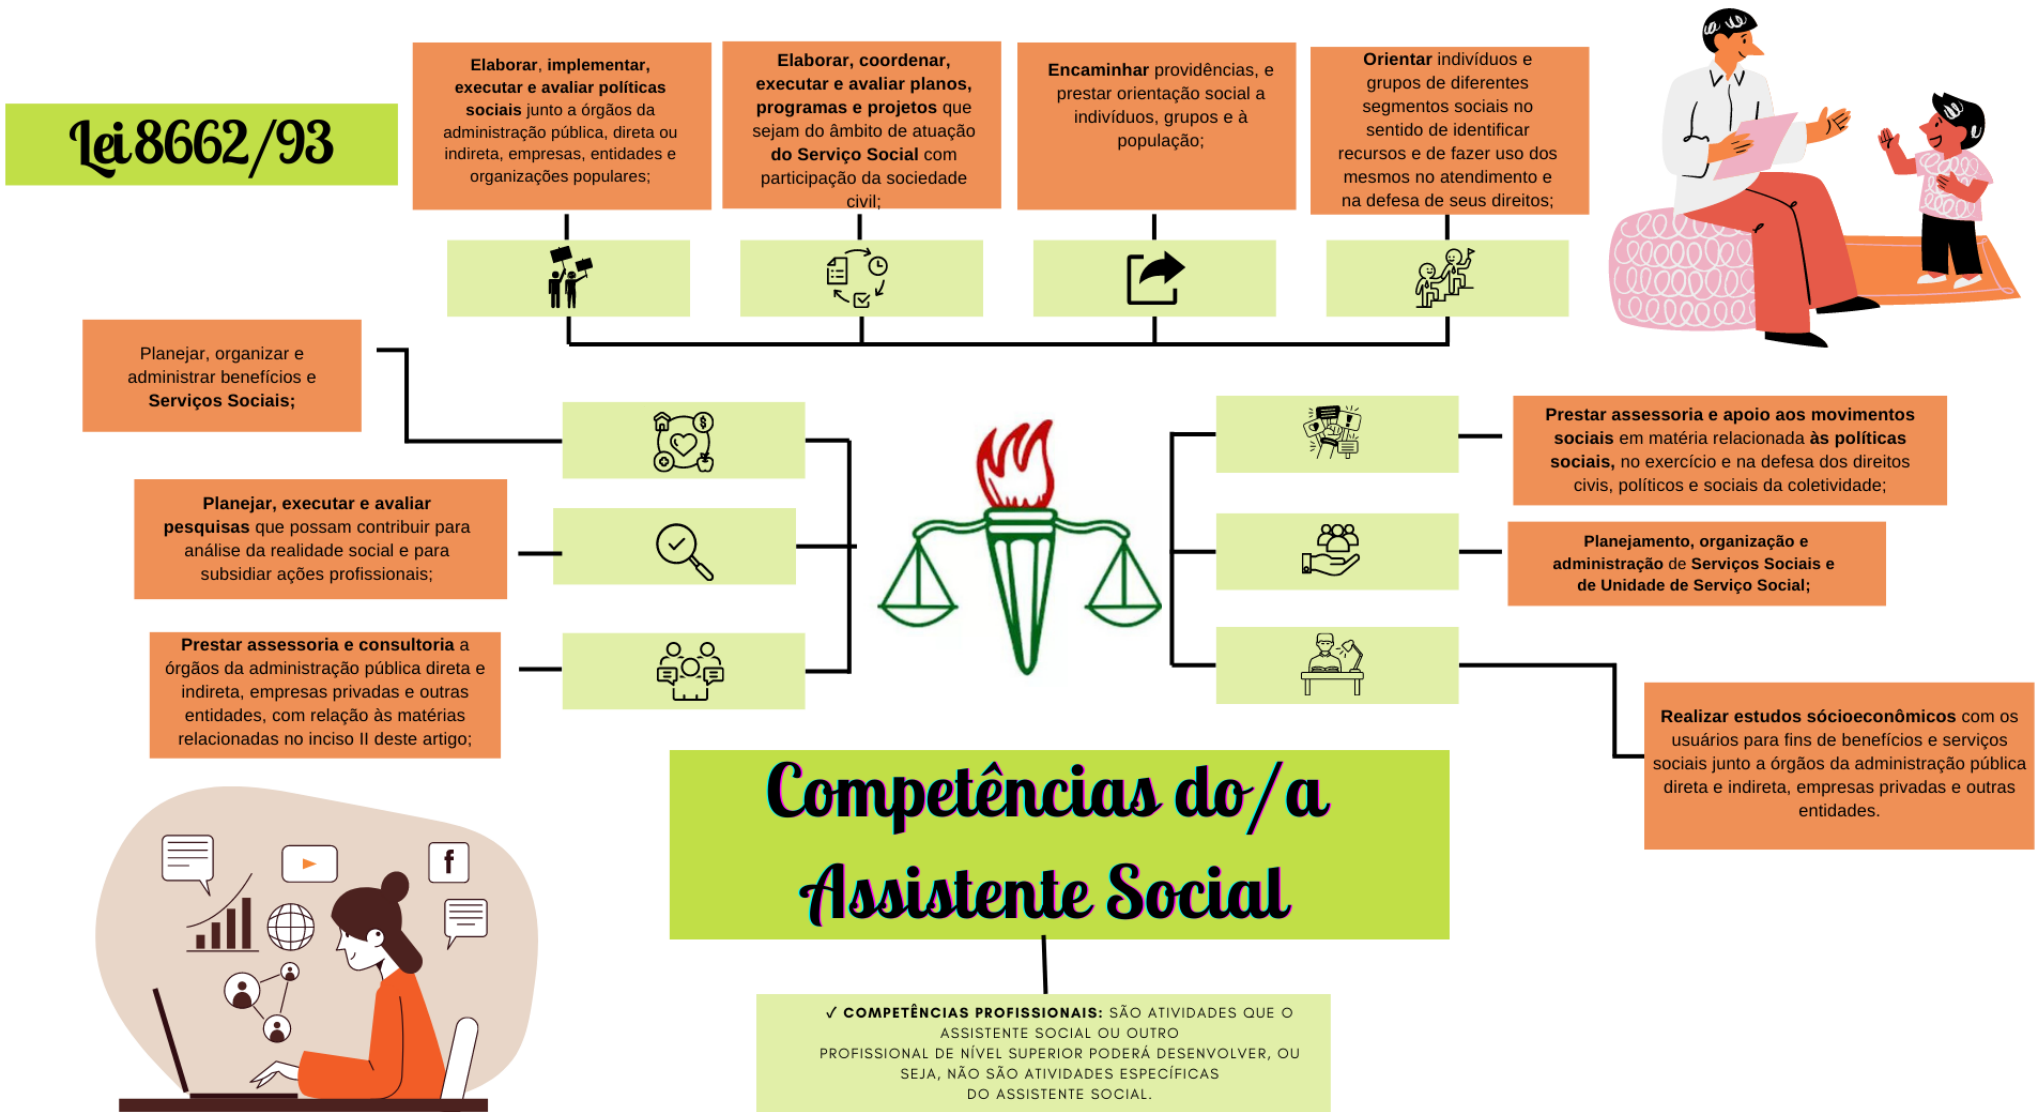 Lei 8662/93
Elaborar, implementar,
executar e avaliar políticas
sociais junto a órgãos da
administração pública, direta ou
indireta, empresas, entidades e
organizações populares;
Elaborar, coordenar,
executar e avaliar planos,
programas e projetos que
sejam do âmbito de atuação
do Serviço Social com
participação da sociedade
civil;
Encaminhar providências, e
prestar orientação social a
indivíduos, grupos e à
população;
Orientar indivíduos e
grupos de diferentes
segmentos sociais no
sentido de identificar
recursos e de fazer uso dos
mesmos no atendimento e
na defesa de seus direitos;
Planejar, organizar e
administrar benefícios e
Serviços Sociais;
Planejar, executar e avaliar
pesquisas que possam contribuir para
análise da realidade social e para
subsidiar ações profissionais;
Prestar assessoria e consultoria a
órgãos da administração pública direta e
indireta, empresas privadas e outras
entidades, com relação às matérias
relacionadas no inciso II deste artigo;
Prestar assessoria e apoio aos movimentos
sociais em matéria relacionada às políticas
sociais, no exercício e na defesa dos direitos
civis, políticos e sociais da coletividade;
Planejamento, organização e
administração de Serviços Sociais e
de Unidade de Serviço Social;
Realizar estudos sócioeconômicos com os
usuários para fins de benefícios e serviços
sociais junto a órgãos da administração pública
direta e indireta, empresas privadas e outras
entidades.
Competências do/a
Assistente Social
✓ COMPETÊNCIAS PROFISSIONAIS: SÃO ATIVIDADES QUE O
ASSISTENTE SOCIAL OU OUTRO
PROFISSIONAL DE NÍVEL SUPERIOR PODERÁ DESENVOLVER, OU
SEJA, NÃO SÃO ATIVIDADES ESPECÍFICAS
DO ASSISTENTE SOCIAL.
f